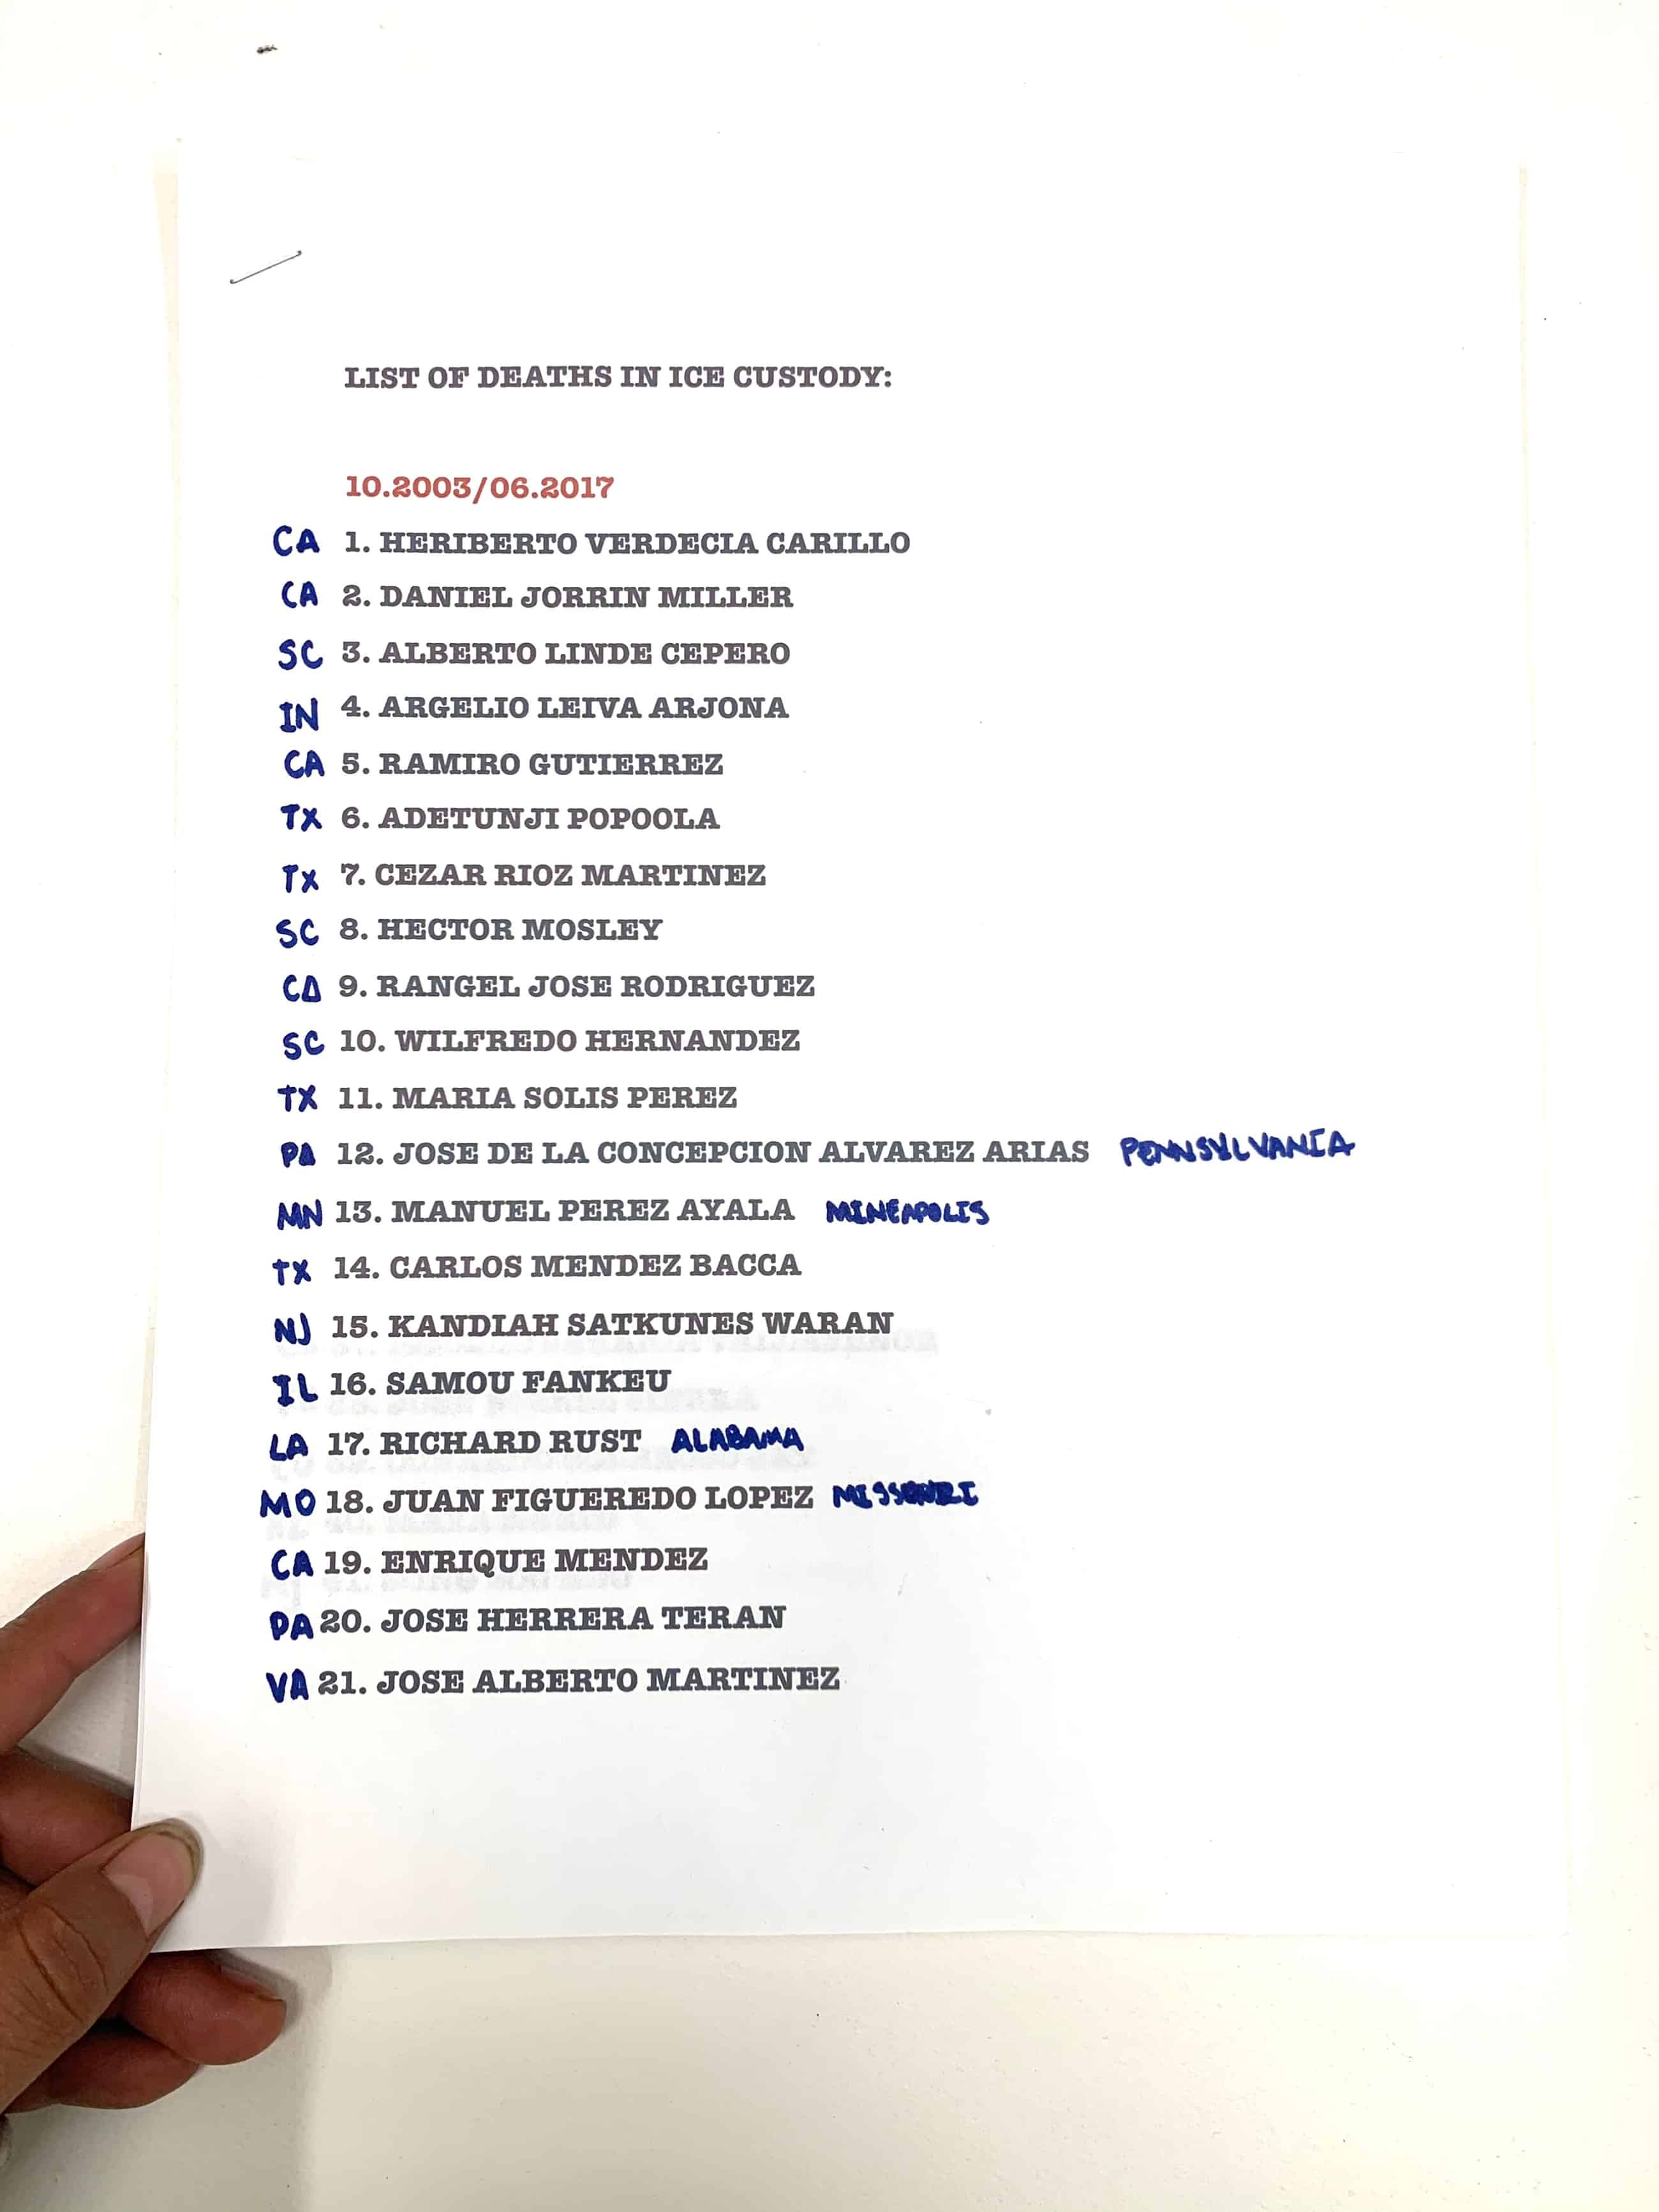 LIST OF DEATHS IN ICE CUSTODY:
10.2003/06.2017
CA 1. HERIBERTO VERDECIA CARILLO
CA 2. DANIEL JORRIN MILLER
SC 3. ALBERTO LINDE CEPERO
IN 4. ARGELIO LEIVA ARJONA
CA 5. RAMIRO GUTIERREZ
TX 6. ADETUNJI POPOOLA
TX 7. CEZAR RIOZ MARTINEZ
SC 8. HECTOR MOSLEY
CA 9. RANGEL JOSE RODRIGUEZ
SC 10. WILFREDO HERNANDEZ
TX 11. MARIA SOLIS PEREZ
PA 12. JOSE DE LA CONCEPCION ALVAREZ ARIAS PENNSYLVANIA
MN 13. MANUEL PEREZ AYALA MINEAPOLIS
TX 14. CARLOS MENDEZ BACCA
NJ 15. KANDIAH SATKUNES WARAN
IL 16. SAMOU FANKEU
LA 17. RICHARD RUST ALABAMA
MO 18. JUAN FIGUEREDO LOPEZ MISSOURI
CA 19. ENRIQUE MENDEZ
PA 20. JOSE HERRERA TERAN
VA 21. JOSE ALBERTO MARTINEZ